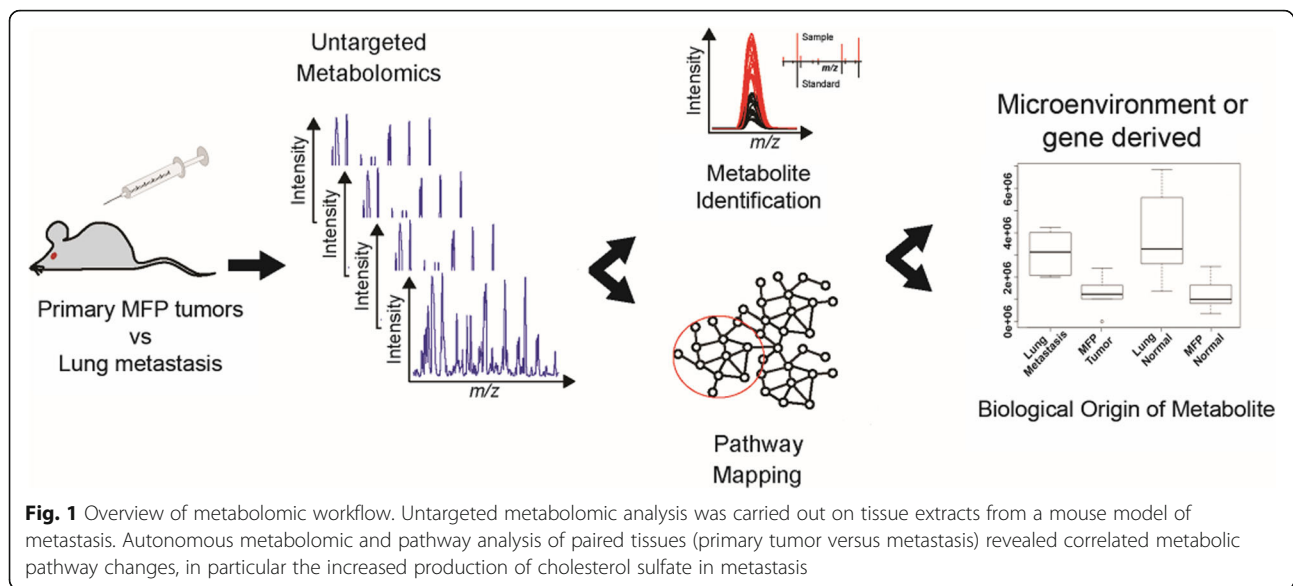 Untargeted
Metabolomics
Intensity
Intensity
Intensity
Intensity
m/z
Primary MFP tumors
vs
Lung metastasis
Intensity
m/z
Sample
m/z
Standard
Metabolite
Identification
Pathway
Mapping
Microenvironment or
gene derived
6e+06
4e+06
2e+06
0e+06
Lung
Metastasis
MFP
Tumor
Lung
Normal
MFP
Normal
Biological Origin of Metabolite
Fig. 1 Overview of metabolomic workflow. Untargeted metabolomic analysis was carried out on tissue extracts from a mouse model of
metastasis. Autonomous metabolomic and pathway analysis of paired tissues (primary tumor versus metastasis) revealed correlated metabolic
pathway changes, in particular the increased production of cholesterol sulfate in metastasis